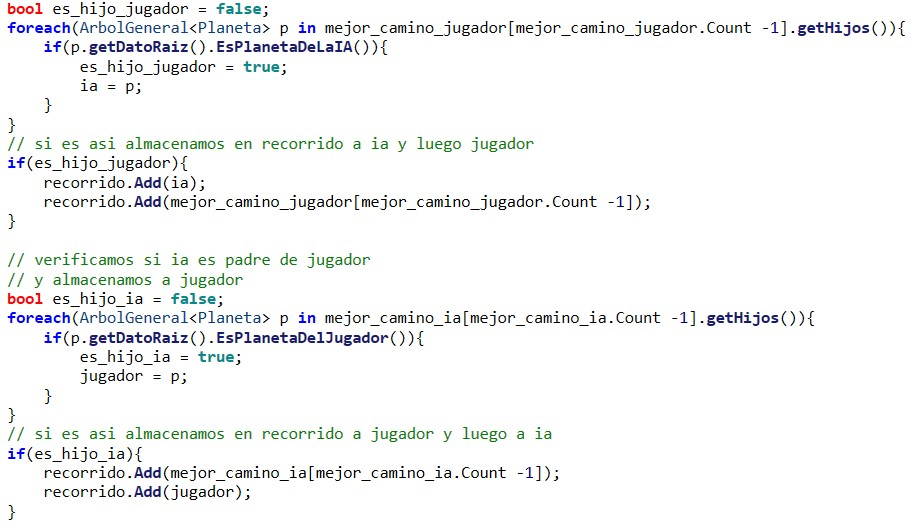 bool es_hijo_jugador = false;
foreach(ArbolGeneral<Planeta> p in mejor_camino_jugador[mejor_camino_jugador.Count -1].getHijos()){
    if(p.getDatoRaiz().EsPlanetaDeLaIA()){
        es_hijo_jugador = true;
        ia = p;
    }
}
// si es asi almacenamos en recorrido a ia y luego jugador
if(es_hijo_jugador){
    recorrido.Add(ia);
    recorrido.Add(mejor_camino_jugador[mejor_camino_jugador.Count -1]);
}

// verificamos si ia es padre de jugador
// y almacenamos a jugador
bool es_hijo_ia = false;
foreach(ArbolGeneral<Planeta> p in mejor_camino_ia[mejor_camino_ia.Count -1].getHijos()){
    if(p.getDatoRaiz().EsPlanetaDelJugador()){
        es_hijo_ia = true;
        jugador = p;
    }
}
// si es asi almacenamos en recorrido a jugador y luego a ia
if(es_hijo_ia){
    recorrido.Add(mejor_camino_ia[mejor_camino_ia.Count -1]);
    recorrido.Add(jugador);
}